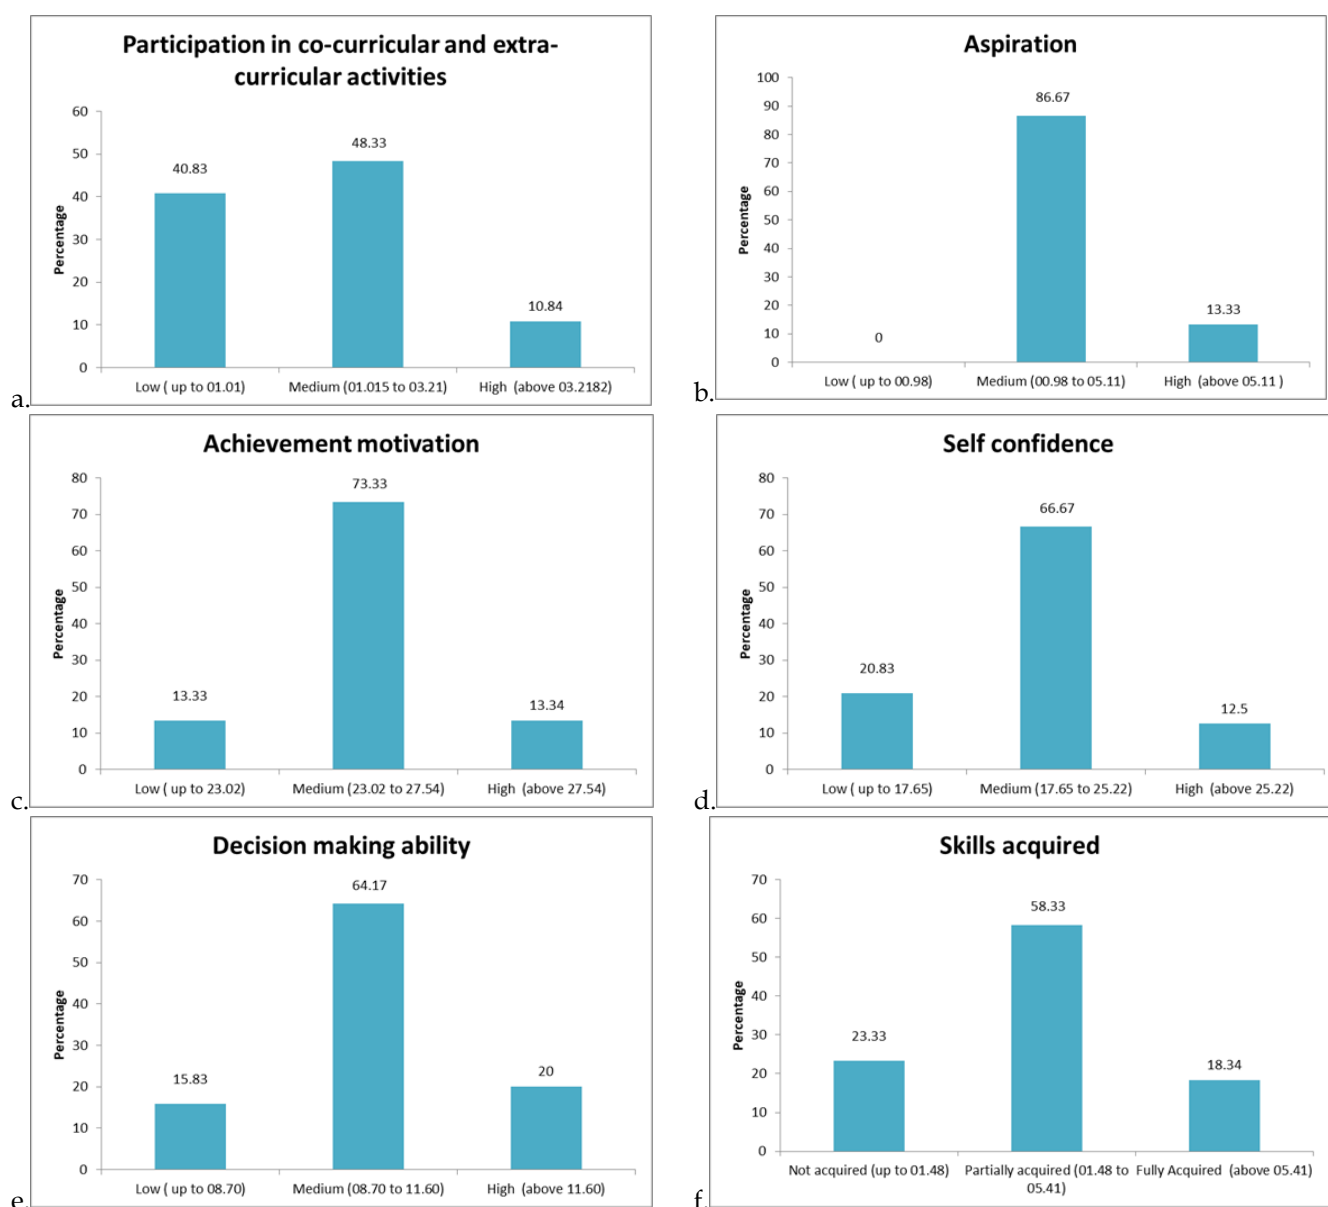 Participation in co-curricular and extra-
curricular activities
60
50
40
30
20
10
0
Percentage
40.83
48.33
10.84
Low ( up to 01.01)
Medium (01.015 to 03.21)
High  (above 03.2182)
a.
Aspiration
100
90
80
70
60
50
40
30
20
10
0
Percentage
0
86.67
13.33
Low ( up to 00.98)
Medium (00.98 to 05.11)
High  (above 05.11 )
b.
Achievement motivation
80
70
60
50
40
30
20
10
0
Percentage
13.33
73.33
13.34
Low ( up to 23.02)
Medium (23.02 to 27.54)
High  (above 27.54)
c.
Self confidence
80
70
60
50
40
30
20
10
0
Percentage
20.83
66.67
12.5
Low ( up to 17.65)
Medium (17.65 to 25.22)
High  (above 25.22)
d.
Decision making ability
70
60
50
40
30
20
10
0
Percentage
15.83
64.17
20
Low ( up to 08.70)
Medium (08.70 to 11.60)
High  (above 11.60)
e.
Skills acquired
70
60
50
40
30
20
10
0
Percentage
23.33
58.33
18.34
Not acquired (up to 01.48)
Partially acquired (01.48 to
05.41)
Fully Acquired  (above 05.41)
f.